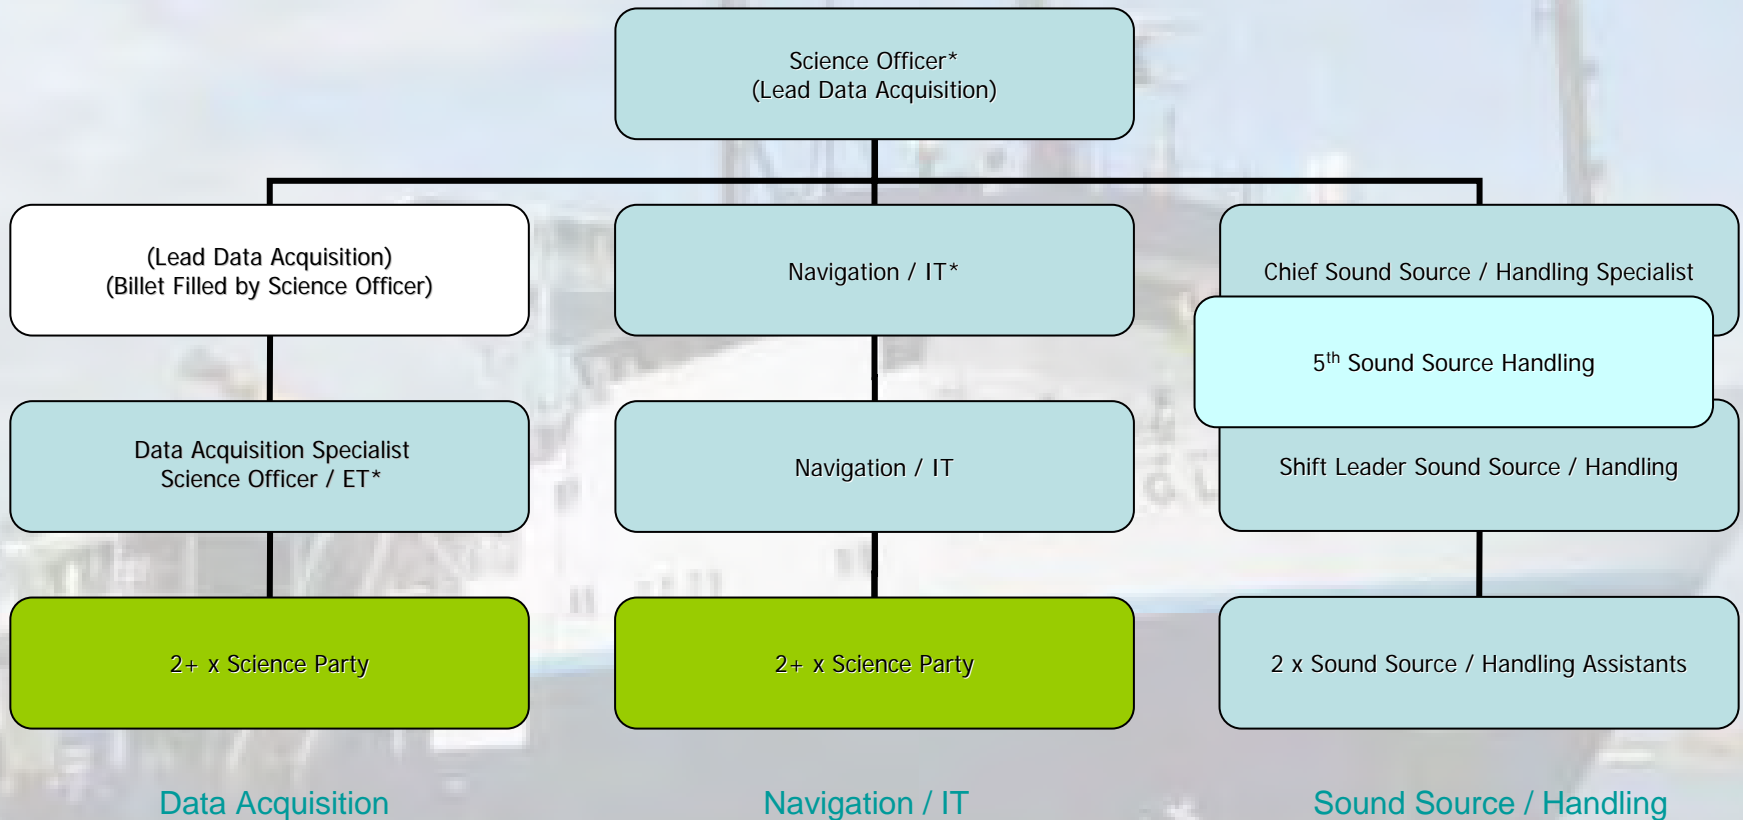 Science Officer*
(Lead Data Acquisition)
(Lead Data Acquisition)
(Billet Filled by Science Officer)
Navigation / IT*
Chief Sound Source / Handling Specialist
5th Sound Source Handling
Data Acquisition Specialist
Science Officer / ET*
Navigation / IT
Shift Leader Sound Source / Handling
2+ x Science Party
2+ x Science Party
2 x Sound Source / Handling Assistants
Data Acquisition
Navigation / IT
Sound Source / Handling